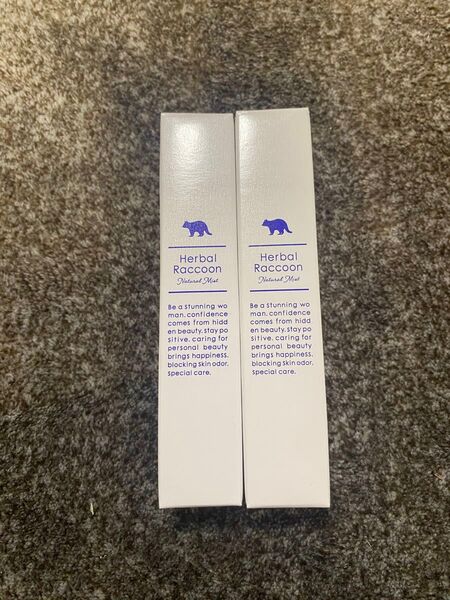 Herbal
Raccoon
Natural Mist
Be a stunning wo
man. confidence
comes from hidd
en beauty. stay po
sitive. caring for
personal beauty
brings happiness.
blocking skin odor.
special care.
Herbal
Raccoon
Natural Mist
Be a stunning wo
man. confidence
comes from hidd
en beauty. stay po
sitive. caring for
personal beauty
brings happiness.
blocking skin odor.
special care.